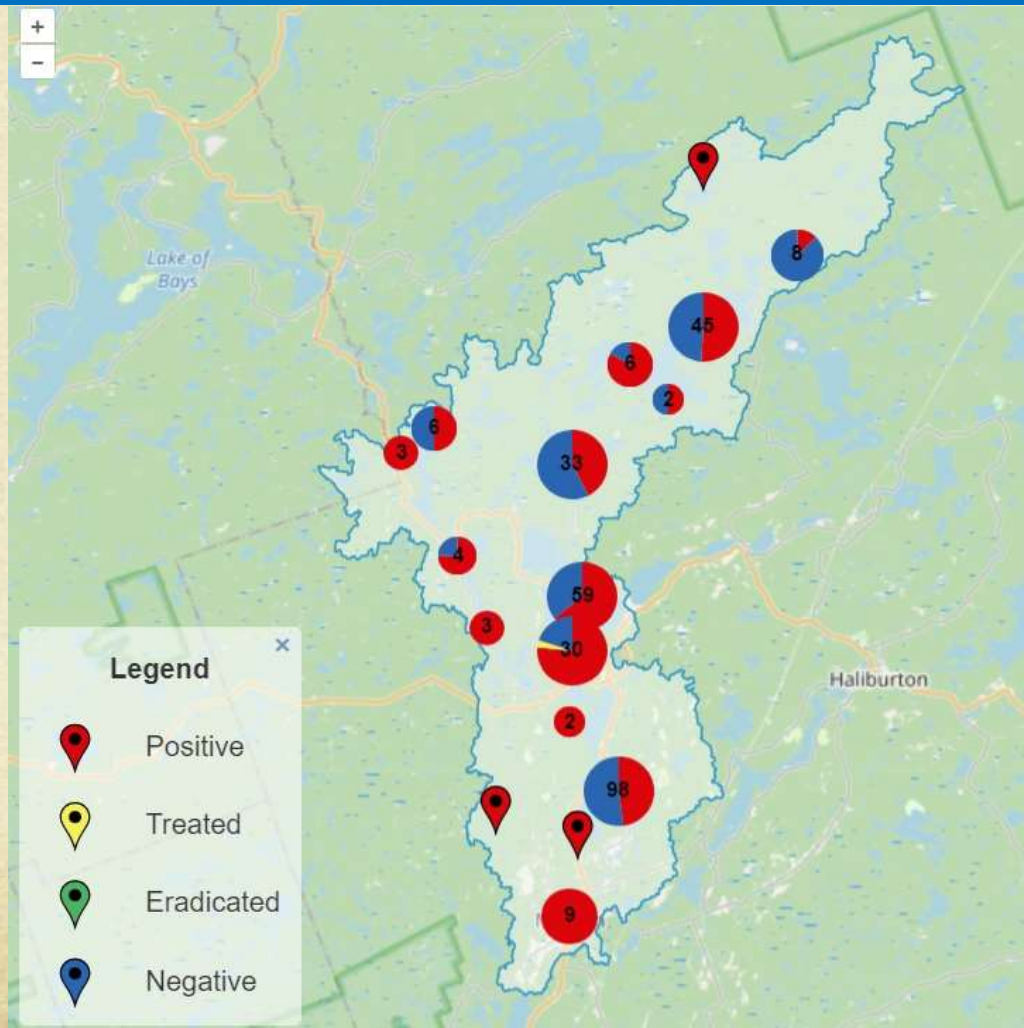 +
−
Lake of
Bays
8
45
6
2
6
3
33
4
59
3
30
Haliburton
2
98
9
Legend
×
Positive
Treated
Eradicated
Negative